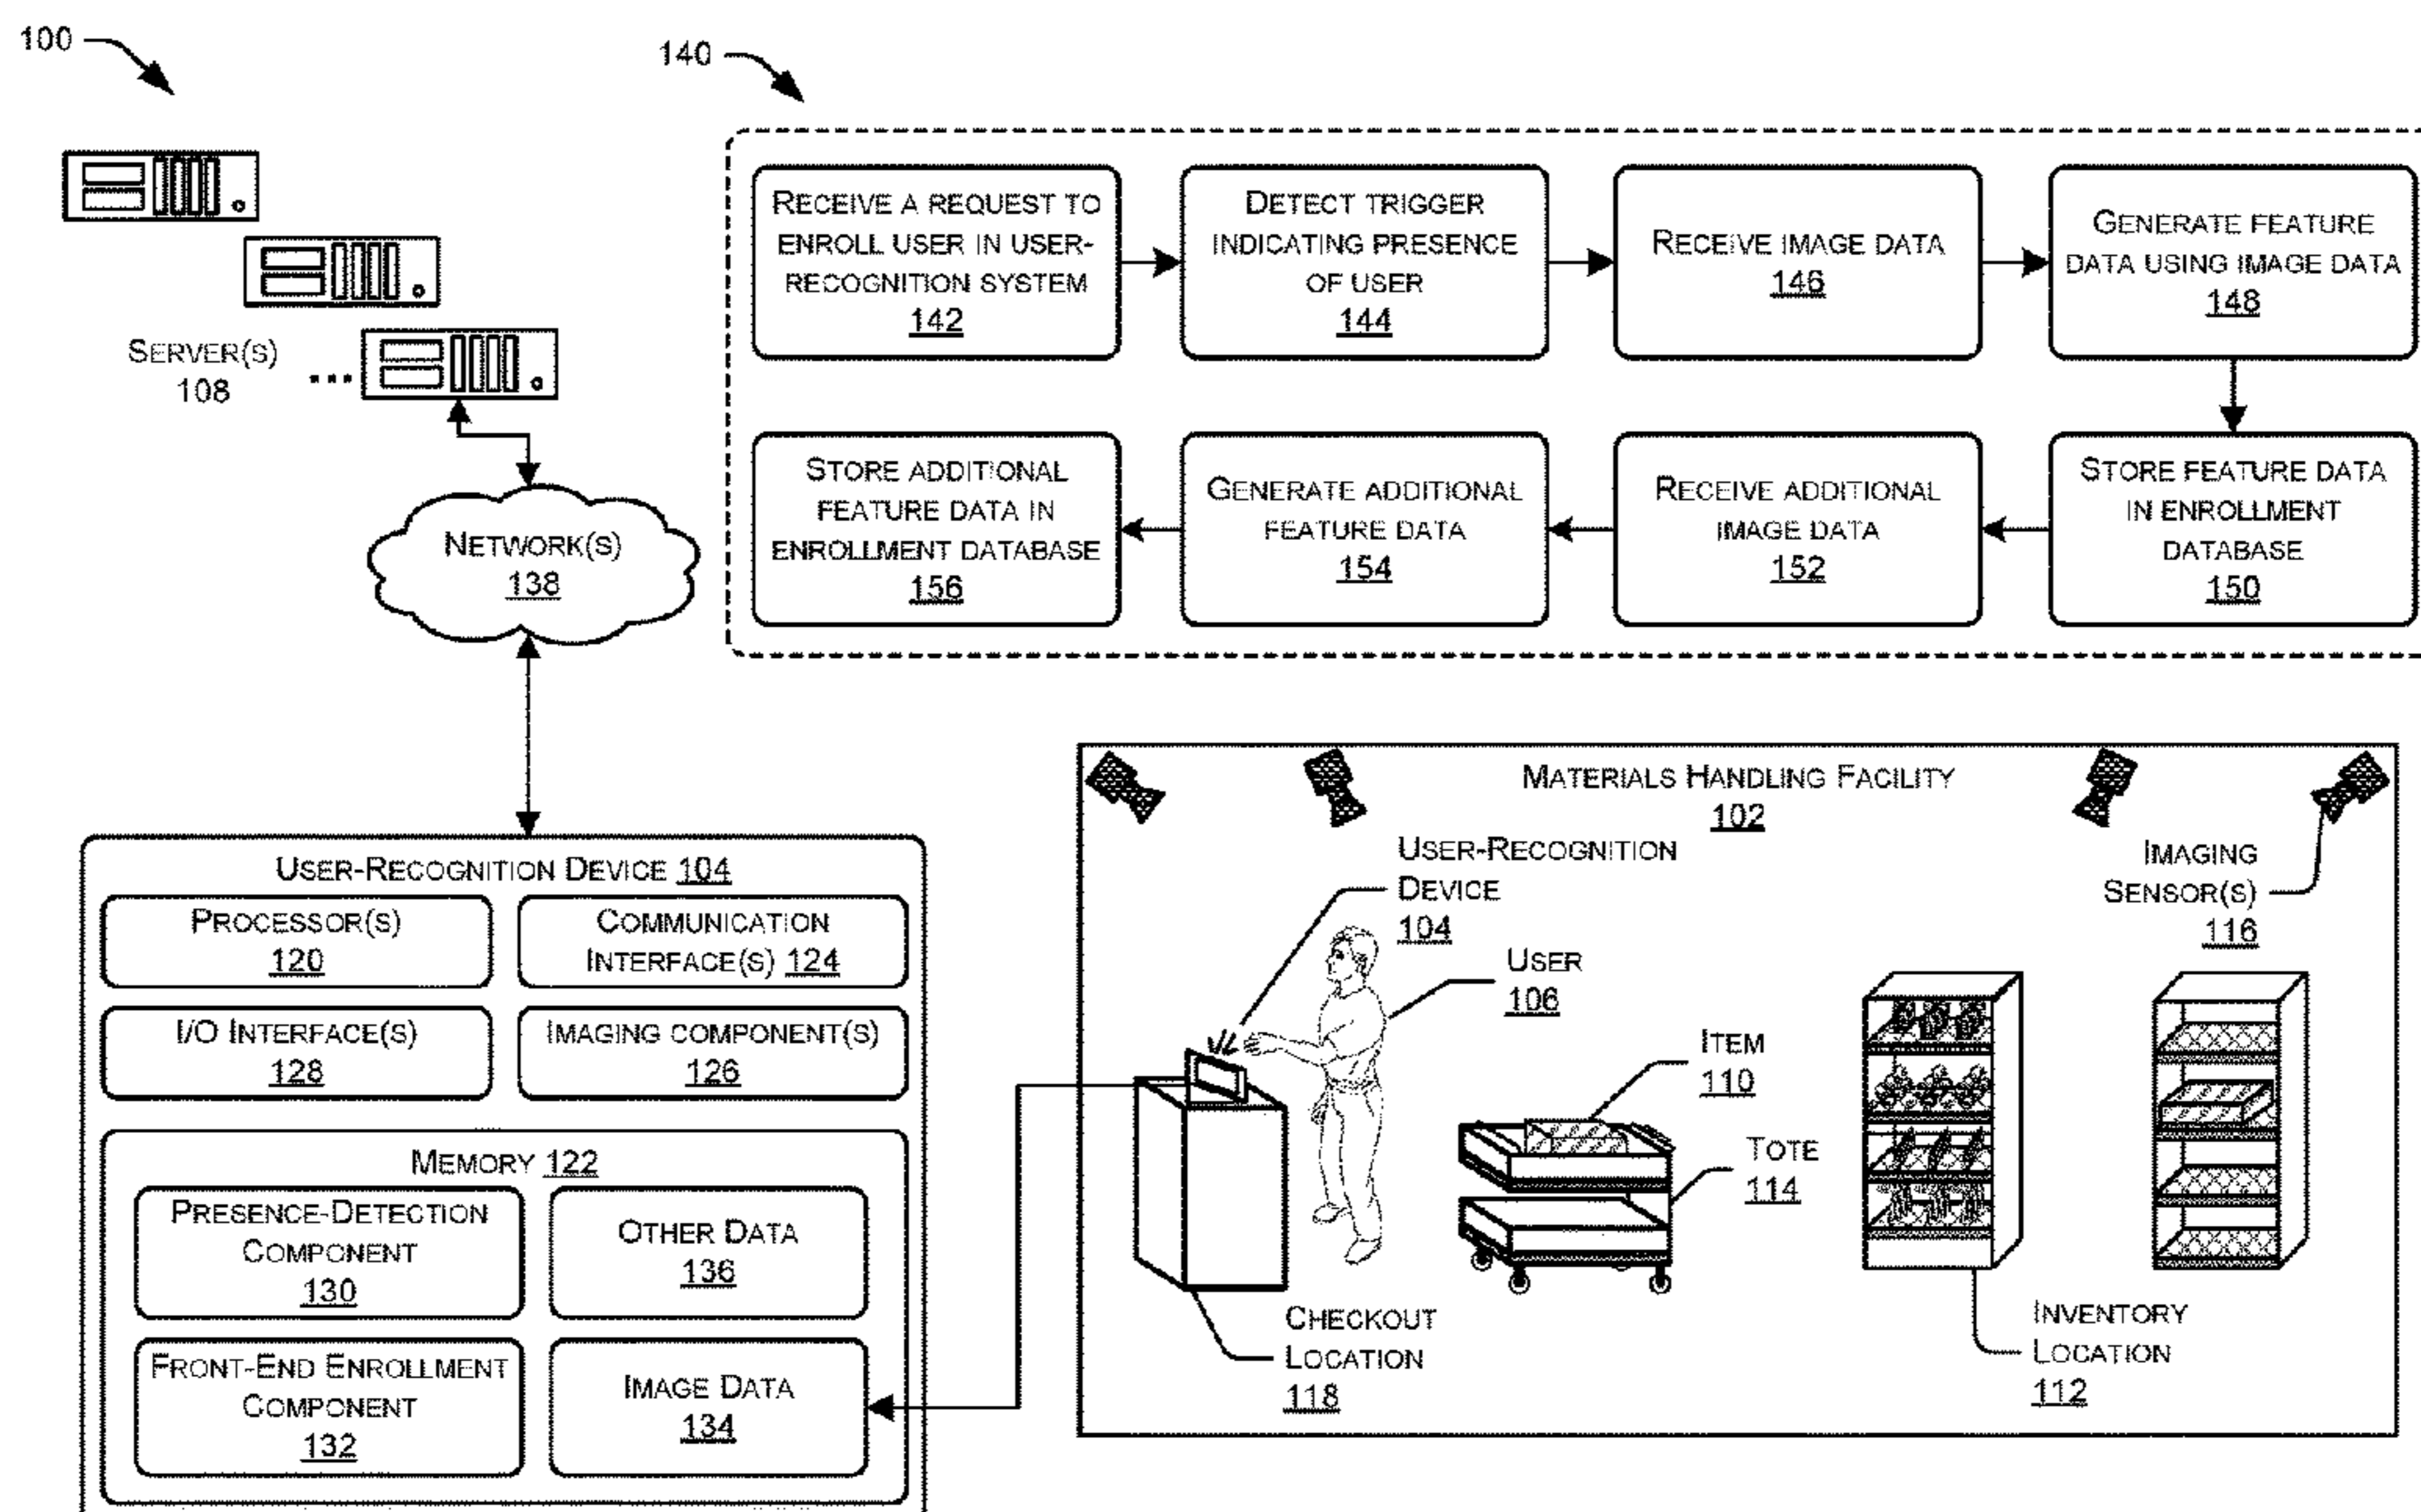 100
140
RECEIVE A REQUEST TO
ENROLL USER IN USER-
RECOGNITION SYSTEM
142
DETECT TRIGGER
INDICATING PRESENCE
OF USER
144
RECEIVE IMAGE DATA
146
GENERATE FEATURE
DATA USING IMAGE DATA
148
SERVER(S)
108
...
STORE ADDITIONAL
FEATURE DATA IN
ENROLLMENT DATABASE
156
GENERATE ADDITIONAL
FEATURE DATA
154
RECEIVE ADDITIONAL
IMAGE DATA
152
STORE FEATURE DATA
IN ENROLLMENT
DATABASE
150
NETWORK(S)
138
USER-RECOGNITION DEVICE 104
PROCESSOR(S)
120
COMMUNICATION
INTERFACE(S) 124
I/O INTERFACE(S)
128
IMAGING COMPONENT(S)
126
MEMORY 122
PRESENCE-DETECTION
COMPONENT
130
OTHER DATA
136
FRONT-END ENROLLMENT
COMPONENT
132
IMAGE DATA
134
MATERIALS HANDLING FACILITY
102
USER-RECOGNITION
DEVICE
104
USER
106
IMAGING
SENSOR(S)
116
ITEM
110
TOTE
114
CHECKOUT
LOCATION
118
INVENTORY
LOCATION
112